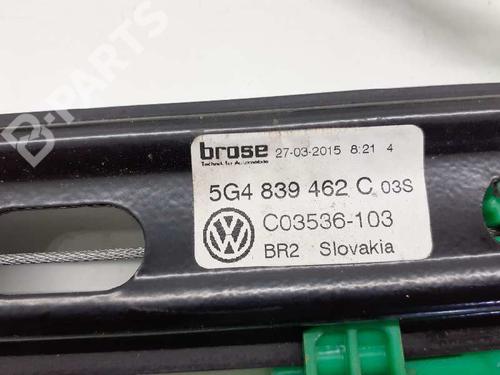 B-PARTS
brose 27-03-2015 8:21 4
Technik für Automobile
5G4 839 462 C 03S
C03536-103
BR2 Slovakia